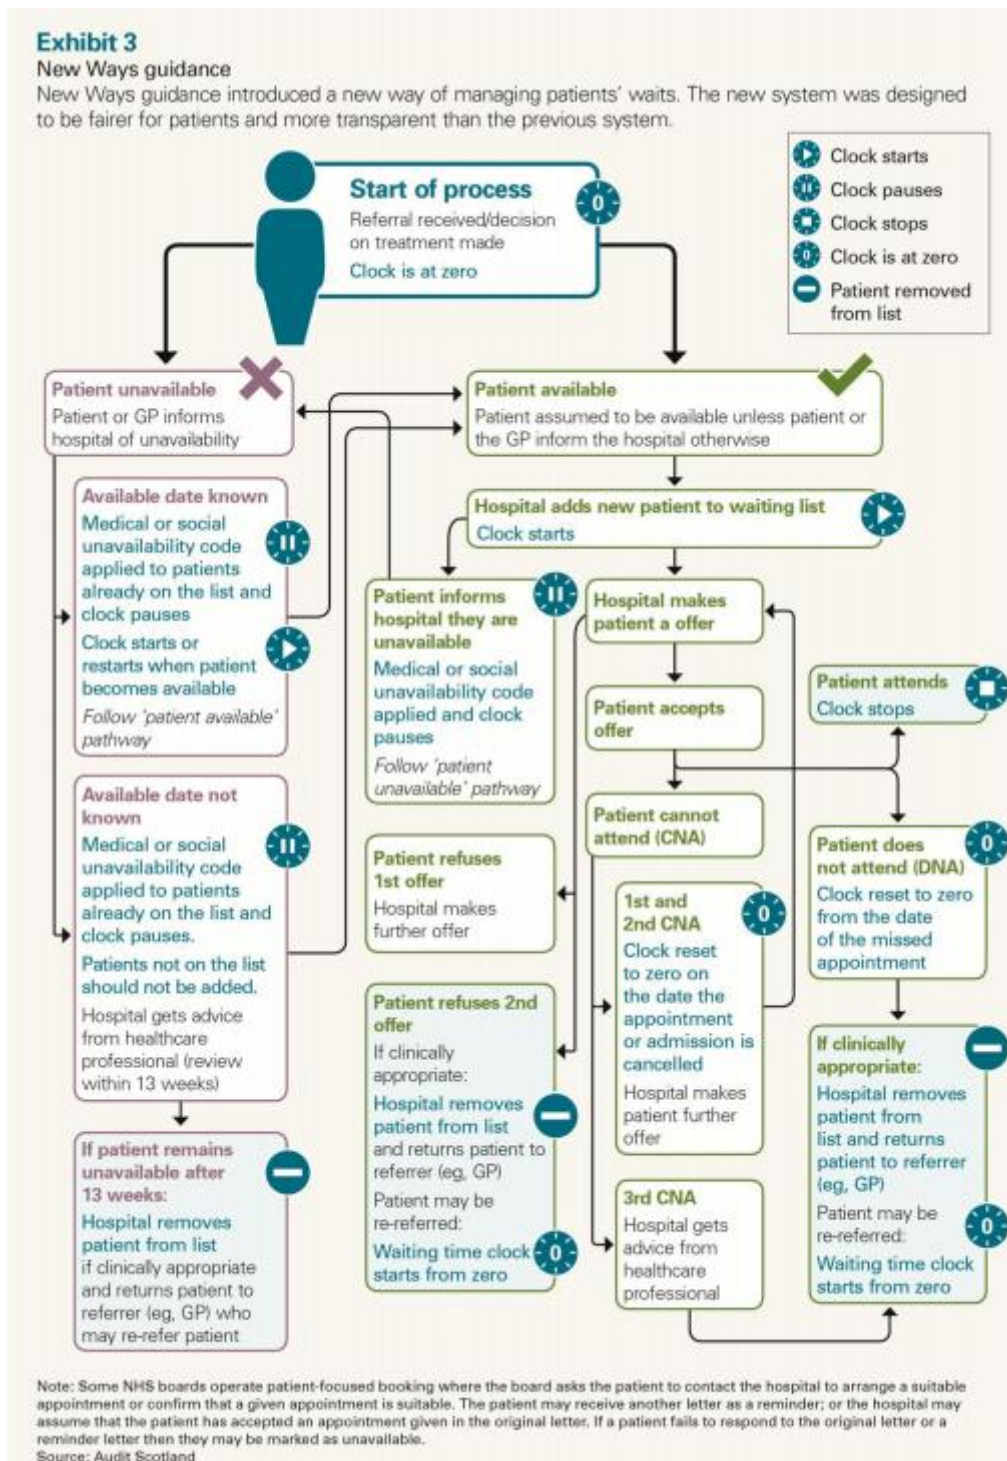 Exhibit 3
New Ways guidance
New Ways guidance introduced a new way of managing patients' waits. The new system was designed
to be fairer for patients and more transparent than the previous system.
Clock starts
Clock pauses
Clock stops
0
Clock is at zero
Patient removed
from list
Start of process
0
Referral received/decision
on treatment made
Clock is at zero
Patient unavailable
Patient or GP informs
hospital of unavailability
Patient available
Patient assumed to be available unless patient or
the GP inform the hospital otherwise
Available date known
Medical or social
unavailability code
applied to patients
already on the list and
clock pauses
Clock starts or
restarts when patient
becomes available
Follow 'patient available'
pathway
Hospital adds new patient to waiting list
Clock starts
Patient informs
hospital they are
unavailable
Medical or social
unavailability code
applied and clock
pauses
Follow 'patient
unavailable' pathway
Hospital makes
patient a offer
Patient accepts
offer
Patient attends
Clock stops
Available date not
known
Medical or social
unavailability code
applied to patients
already on the list and
clock pauses.
Patients not on the list
should not be added.
Hospital gets advice
from healthcare
professional (review
within 13 weeks)
Patient refuses
1st offer
Hospital makes
further offer
Patient cannot
attend (CNA)
Patient does
not attend (DNA)
0
Clock reset to zero
from the date
of the missed
appointment
1st and
2nd CNA
0
Clock reset
to zero on
the date the
appointment
or admission is
cancelled
Hospital makes
patient further
offer
Patient refuses 2nd
offer
If clinically
appropriate:
Hospital removes
patient from list
and returns patient to
referrer (eg, GP)
Patient may be
re-referred:
Waiting time clock
starts from zero
0
If clinically
appropriate:
Hospital removes
patient from
list and returns
patient to referrer
(eg, GP)
Patient may be
re-referred:
0
Waiting time clock
starts from zero
If patient remains
unavailable after
13 weeks:
Hospital removes
patient from list
if clinically appropriate
and returns patient to
referrer (eg, GP) who
may re-refer patient
3rd CNA
Hospital gets
advice from
healthcare
professional
Note: Some NHS boards operate patient-focused booking where the board asks the patient to contact the hospital to arrange a suitable
appointment or confirm that a given appointment is suitable. The patient may receive another letter as a reminder; or the hospital may
assume that the patient has accepted an appointment given in the original letter. If a patient fails to respond to the original letter or a
reminder letter then they may be marked as unavailable.
Source: Audit Scotland